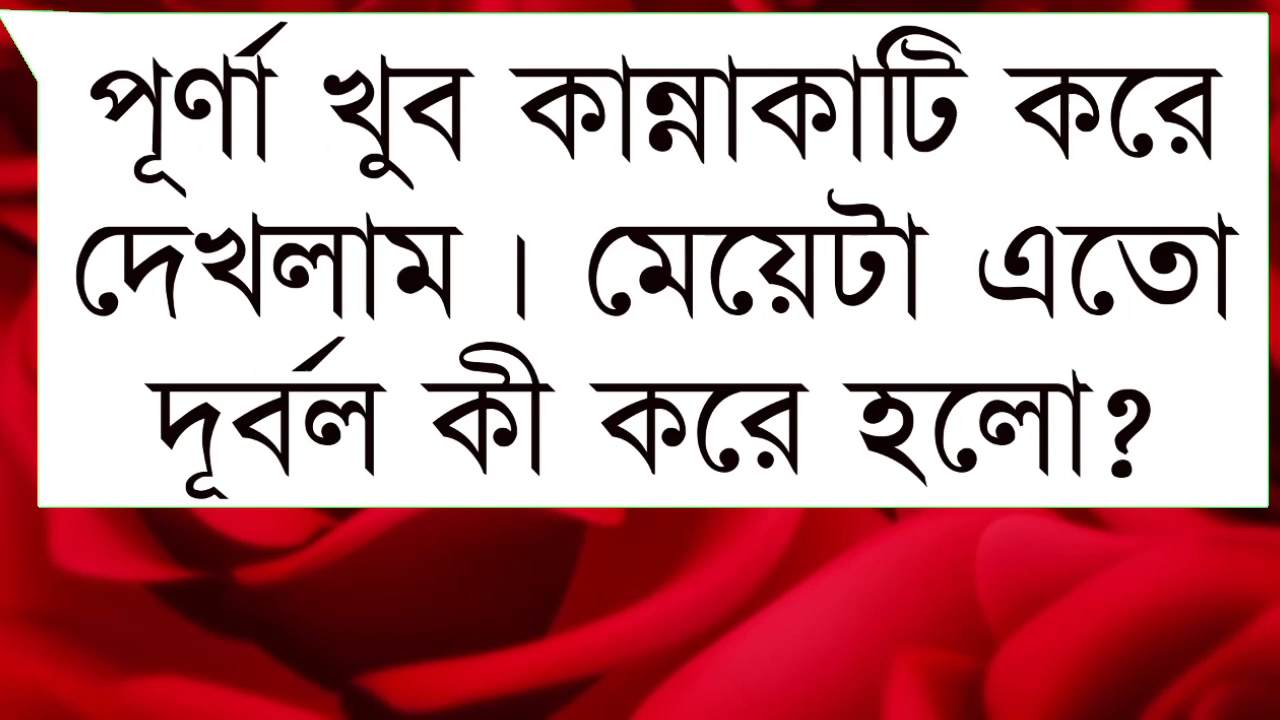 পূর্ণা খুব কান্নাকাটি করে
দেখলাম । মেয়েটা এতো
দূর্বল কী করে হলো?